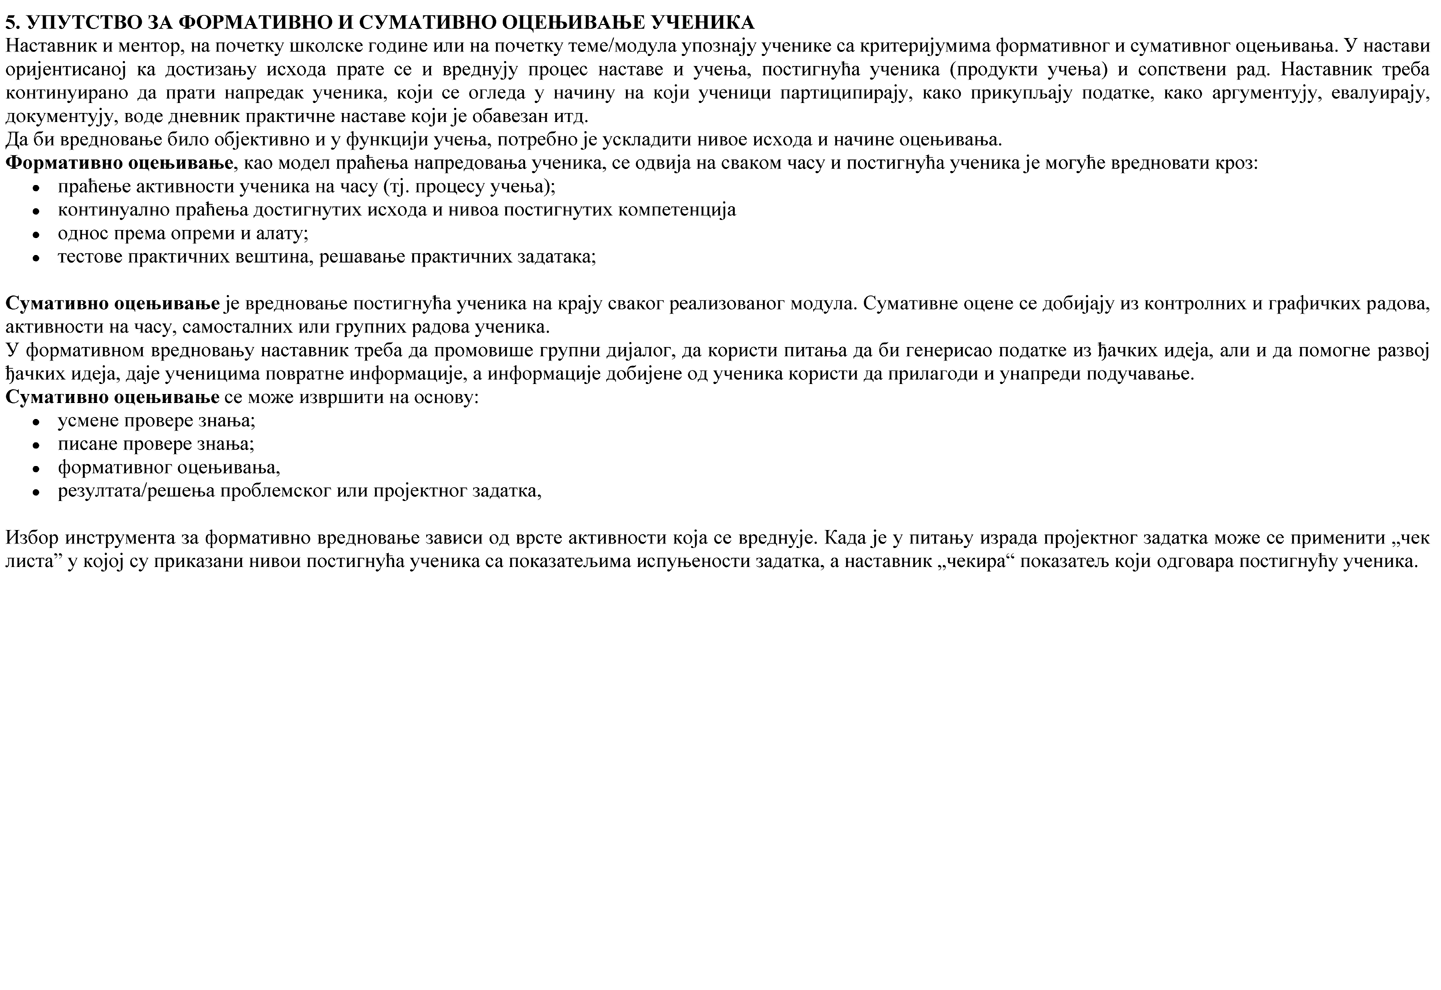 5. УПУТСТВО ЗА ФОРМАТИВНО И СУМАТИВНО ОЦЕЊИВАЊЕ УЧЕНИКА
Наставник и ментор, на почетку школске године или на почетку теме/модула упознају ученике са критеријумима формативног и сумативног оцењивања. У настави
оријентисаној ка достизању исхода прате се и вреднују процес наставе и учења, постигнућа ученика (продукти учења) и сопствени рад. Наставник треба
континуирано да прати напредак ученика, који се огледа у начину на који ученици партиципирају, како прикупљају податке, како аргументују, евалуирају,
документују, воде дневник практичне наставе који је обавезан итд.
Да би вредновање било објективно и у функцији учења, потребно је ускладити нивое исхода и начине оцењивања.
Формативно оцењивање, као модел праћења напредовања ученика, се одвија на сваком часу и постигнућа ученика је могуће вредновати кроз:
• праћење активности ученика на часу (тј. процесу учења);
• континуално праћења достигнутих исхода и нивоа постигнутих компетенција
• однос према опреми и алату;
• тестове практичних вештина, решавање практичних задатака;
Сумативно оцењивање је вредновање постигнућа ученика на крају сваког реализованог модула. Сумативне оцене се добијају из контролних и графичких радова,
активности на часу, самосталних или групних радова ученика.
У формативном вредновању наставник треба да промовише групни дијалог, да користи питања да би генерисао податке из ђачких идеја, али и да помогне развој
ђачких идеја, даје ученицима повратне информације, а информације добијене од ученика користи да прилагоди и унапреди подучавање.
Сумативно оцењивање се може извршити на основу:
• усмене провере знања;
• писане провере знања;
• формативног оцењивања,
• резултата/решења проблемског или пројектног задатка,
Избор инструмента за формативно вредновање зависи од врсте активности која се вреднује. Када је у питању израда пројектног задатка може се применити „чек
листа” у којој су приказани нивои постигнућа ученика са показатељима испуњености задатка, а наставник „чекира“ показатељ који одговара постигнућу ученика.